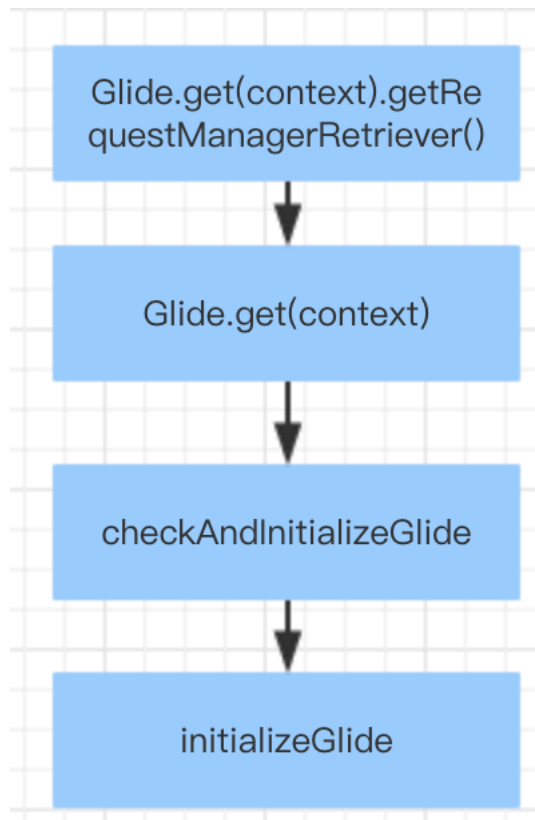 Glide.get(context).getRe
questManagerRetriever()
Glide.get(context)
checkAndInitializeGlide
initializeGlide